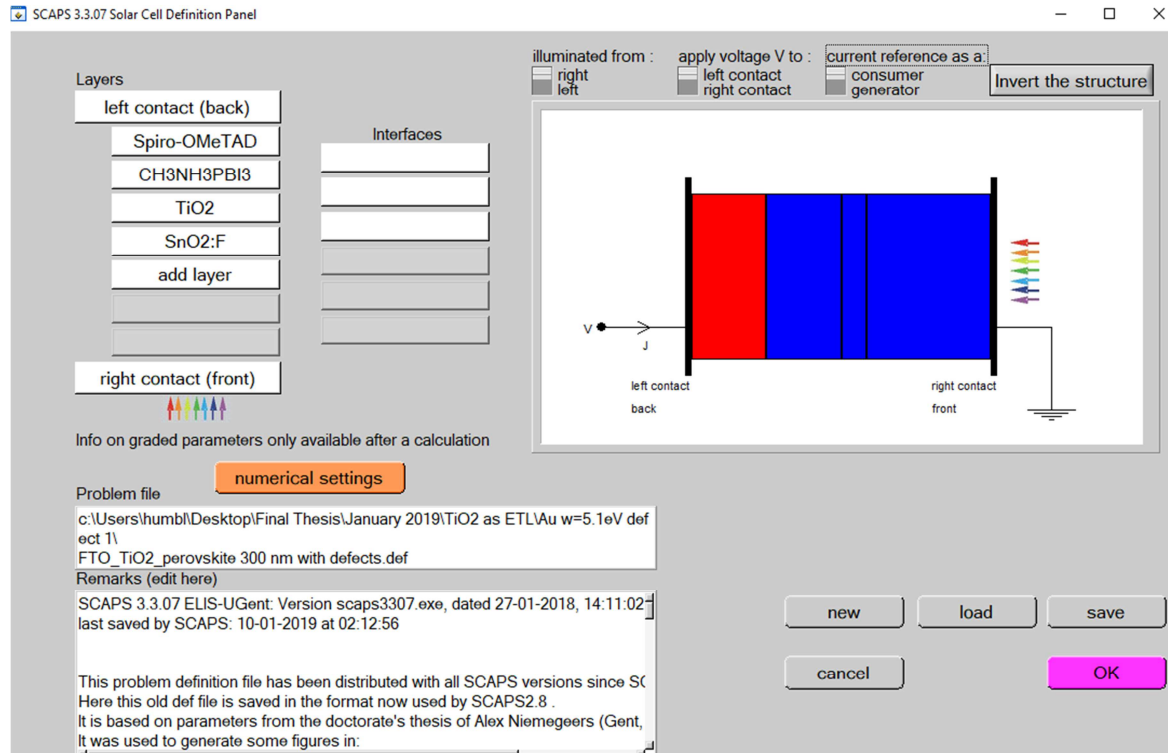 SCAPS 3.3.07 Solar Cell Definition Panel
illuminated from :
right
left
apply voltage V to :
left contact
right contact
current reference as a:
consumer
generator
Invert the structure
Layers
left contact (back)
Spiro-OMeTAD
CH3NH3PBI3
TiO2
SnO2:F
add layer
right contact (front)
Interfaces
V
J
left contact
back
right contact
front
Info on graded parameters only available after a calculation
numerical settings
Problem file
c:\Users\humbl\Desktop\Final Thesis\January 2019\TiO2 as ETL\Au w=5.1eV def
ect 1\
FTO_TiO2_perovskite 300 nm with defects.def
Remarks (edit here)
SCAPS 3.3.07 ELIS-UGent: Version scaps3307.exe, dated 27-01-2018, 14:11:02
last saved by SCAPS: 10-01-2019 at 02:12:56
This problem definition file has been distributed with all SCAPS versions since
Here this old def file is saved in the format now used by SCAPS2.8 .
It is based on parameters from the doctorate's thesis of Alex Niemegeers (Gent,
It was used to generate some figures in:
new
load
save
cancel
OK